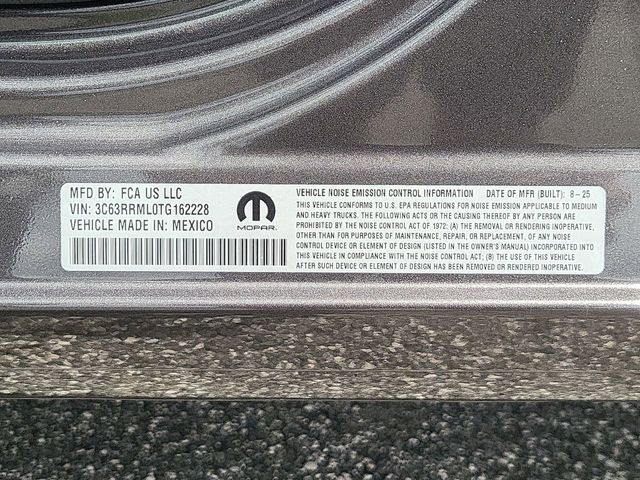 MFD BY: FCA US LLC
VIN: 3C63RRML0TG162228
VEHICLE MADE IN: MEXICO
MOPAR.
VEHICLE NOISE EMISSION CONTROL INFORMATION DATE OF MFR (BUILT): 8-25
THIS VEHICLE CONFORMS TO U.S. EPA REGULATIONS FOR NOISE EMISSION APPLICABLE TO MEDIUM
AND HEAVY TRUCKS. THE FOLLOWING ACTS OR THE CAUSING THEREOF BY ANY PERSON ARE
PROHIBITED BY THE NOISE CONTROL ACT OF 1972: (A) THE REMOVAL OR RENDERING INOPERATIVE,
OTHER THAN FOR PURPOSES OF MAINTENANCE, REPAIR, OR REPLACEMENT, OF ANY NOISE
CONTROL DEVICE OR ELEMENT OF DESIGN (LISTED IN THE OWNER'S MANUAL) INCORPORATED INTO
THIS VEHICLE IN COMPLIANCE WITH THE NOISE CONTROL ACT; (B) THE USE OF THIS VEHICLE
AFTER SUCH DEVICE OR ELEMENT OF DESIGN HAS BEEN REMOVED OR RENDERED INOPERATIVE.